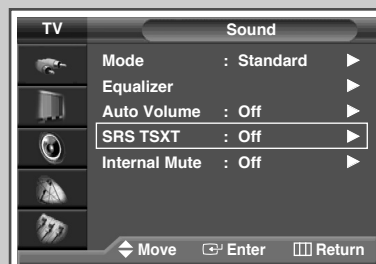 TV Sound
Mode : Standard
Equalizer
Auto Volume : Off
SRS TSXT : Off
Internal Mute : Off
Move Enter Return